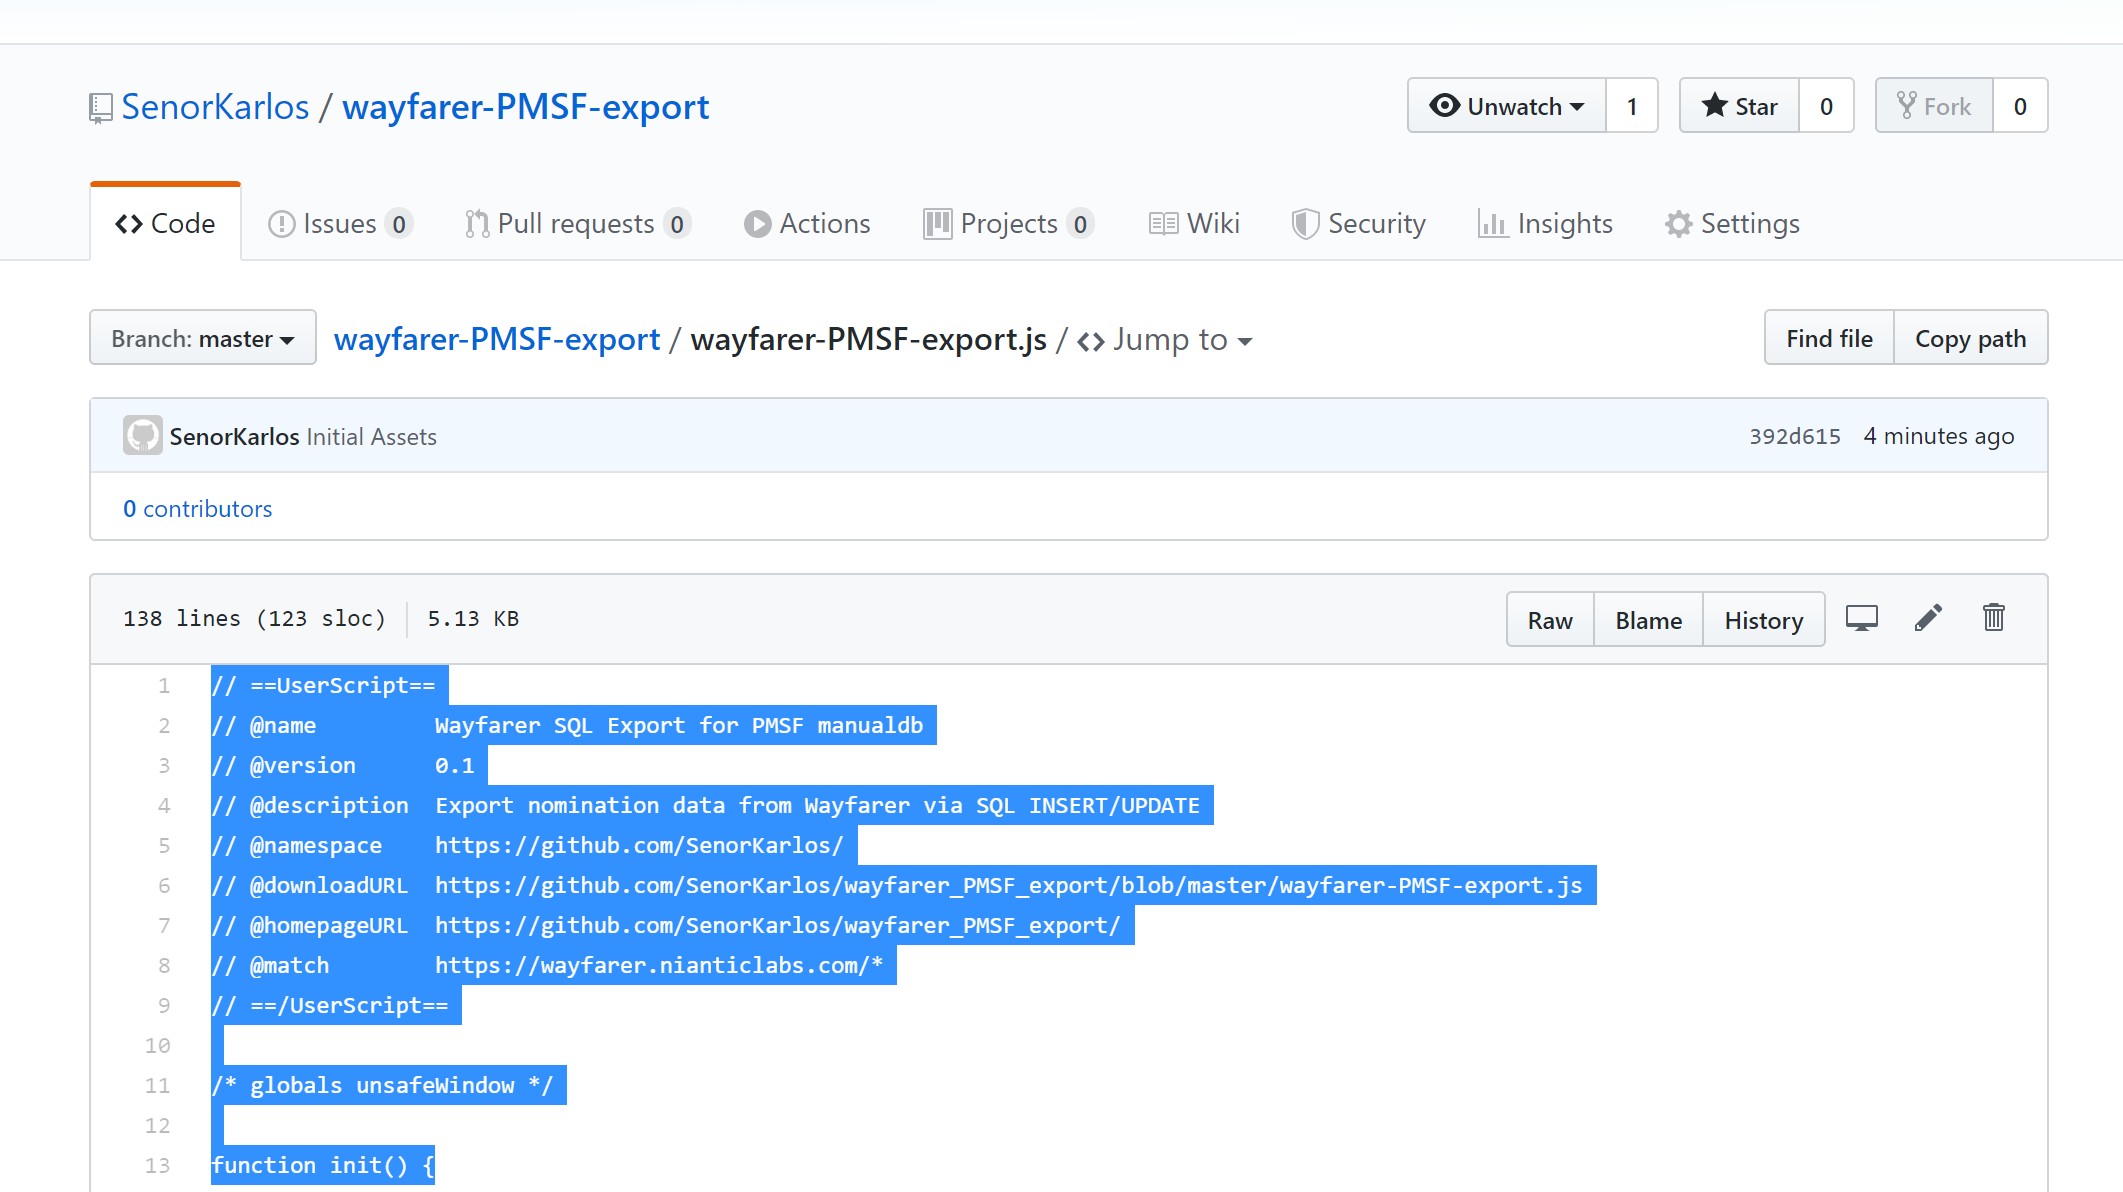 SenorKarlos / wayfarer-PMSF-export
Unwatch 1 Star 0 Fork 0
Code Issues 0 Pull requests 0 Actions Projects 0 Wiki Security Insights Settings
Branch: master wayfarer-PMSF-export / wayfarer-PMSF-export.js / <> Jump to Find file Copy path
SenorKarlos Initial Assets 392d615 4 minutes ago
0 contributors
138 lines (123 sloc) 5.13 KB Raw Blame History
1 // ==UserScript==
2 // @name Wayfarer SQL Export for PMSF manualdb
3 // @version 0.1
4 // @description Export nomination data from Wayfarer via SQL INSERT/UPDATE
5 // @namespace https://github.com/SenorKarlos/
6 // @downloadURL https://github.com/SenorKarlos/wayfarer_PMSF_export/blob/master/wayfarer-PMSF-export.js
7 // @homepageURL https://github.com/SenorKarlos/wayfarer_PMSF_export/
8 // @match https://wayfarer.nianticlabs.com/*
9 // ==/UserScript==
10
11 /* globals unsafeWindow */
12
13 function init() {